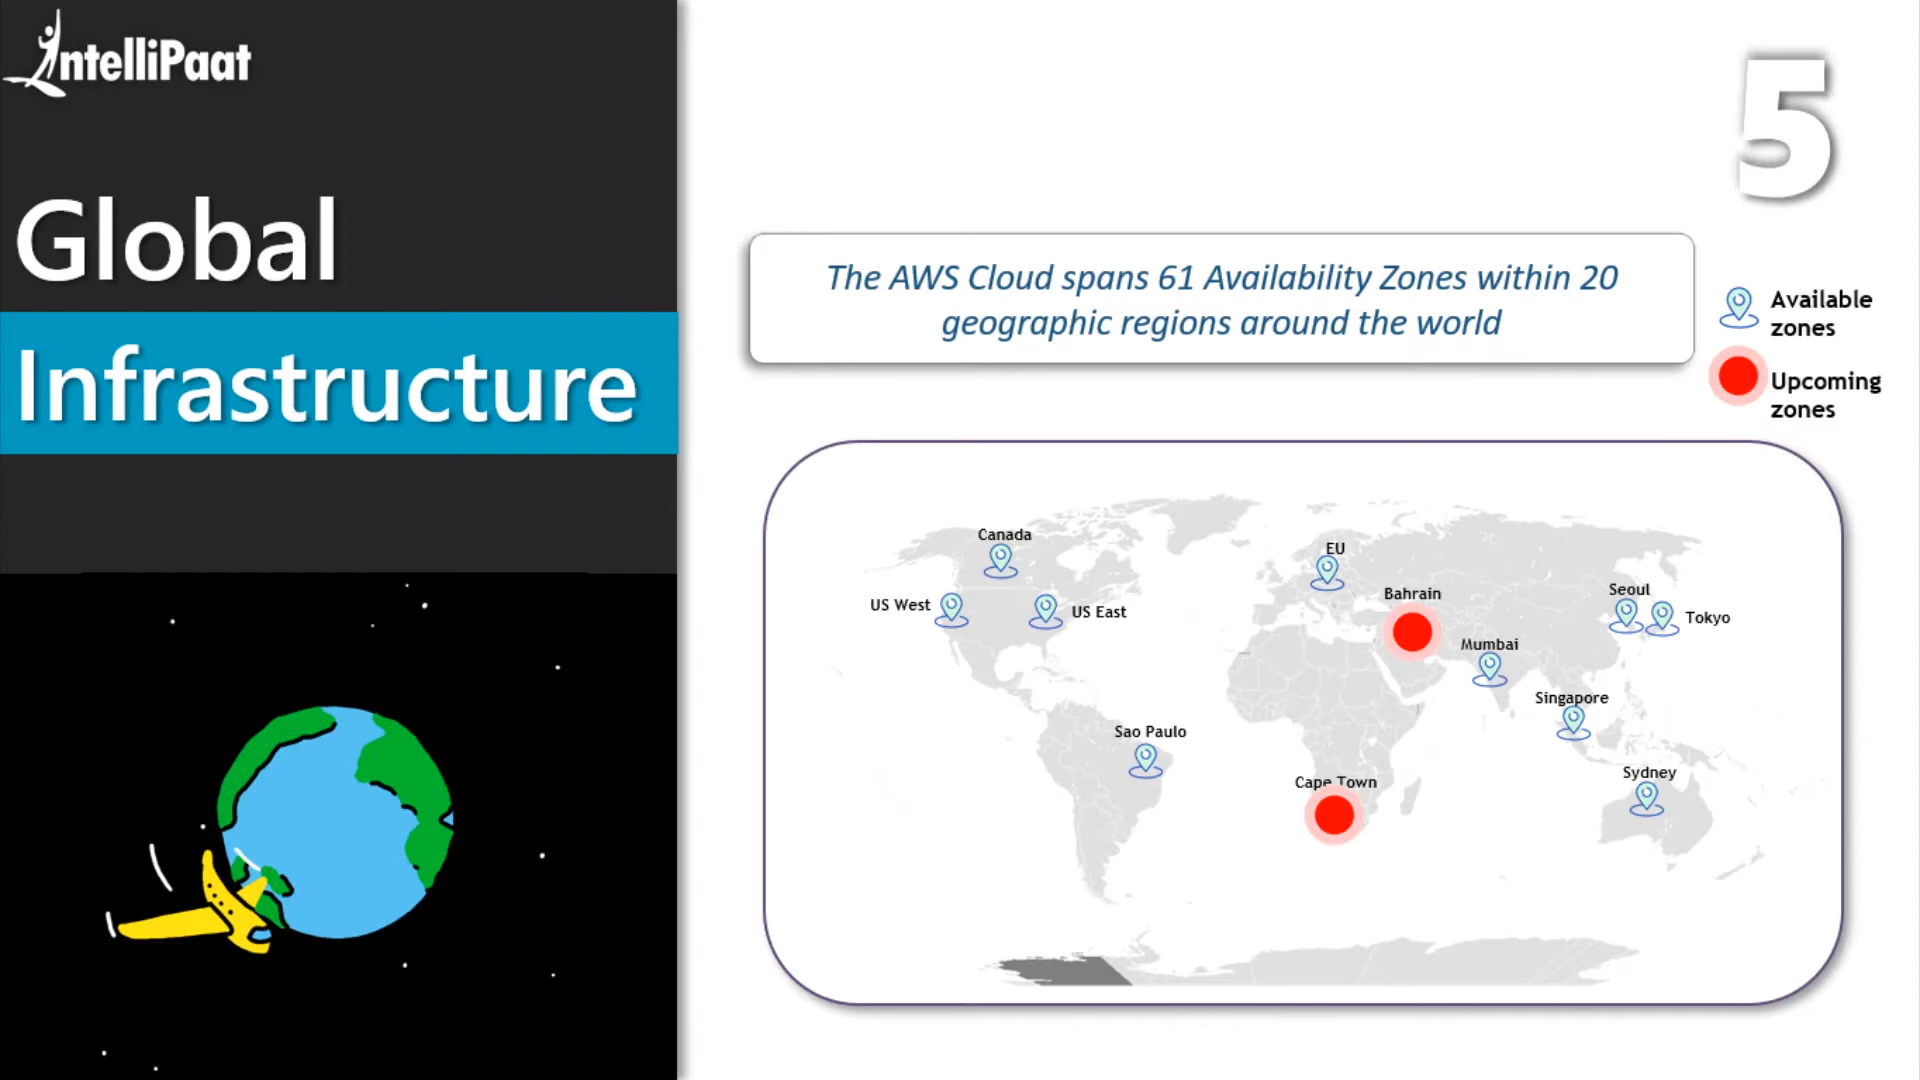 IntelliPaat
Global
Infrastructure
5
The AWS Cloud spans 61 Availability Zones within 20
geographic regions around the world
Available
zones
Upcoming
zones
Canada
EU
Bahrain
Seoul
US West
US East
Tokyo
Mumbai
Singapore
Sao Paulo
Sydney
Cape Town